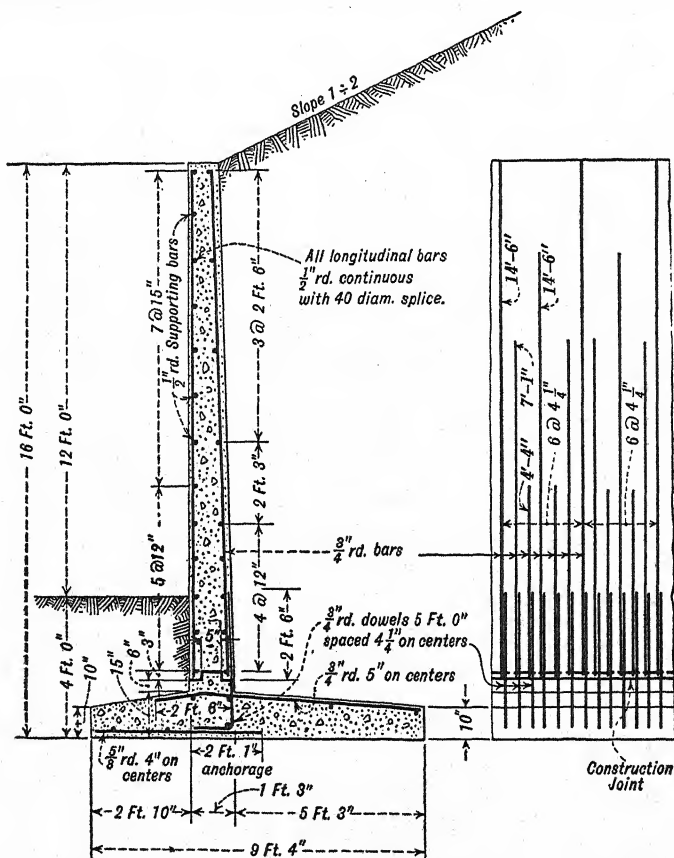 Slope 1 ÷ 2
16 Ft. 0"
12 Ft. 0"
4 Ft. 0"
10"
15"
6"
3"
7 @ 15"
5 @ 12"
1/2" rd. Supporting bars
All longitudinal bars
1/2" rd. continuous
with 40 diam. splice.
3 @ 2 Ft. 6"
2 Ft. 3"
4 @ 12"
2 Ft. 6"
5"
3/4" rd. bars
3/4" rd. dowels 5 Ft. 0"
spaced 4 1/4" on centers
3/4" rd. 5" on centers
2 Ft. 6"
2 Ft. 1"
anchorage
5/8" rd. 4" on
centers
1 Ft. 3"
2 Ft. 10"
5 Ft. 3"
9 Ft. 4"
14'-6"
14'-6"
7'-1"
4'-4"
6 @ 4 1/4"
6 @ 4 1/4"
10"
Construction
Joint